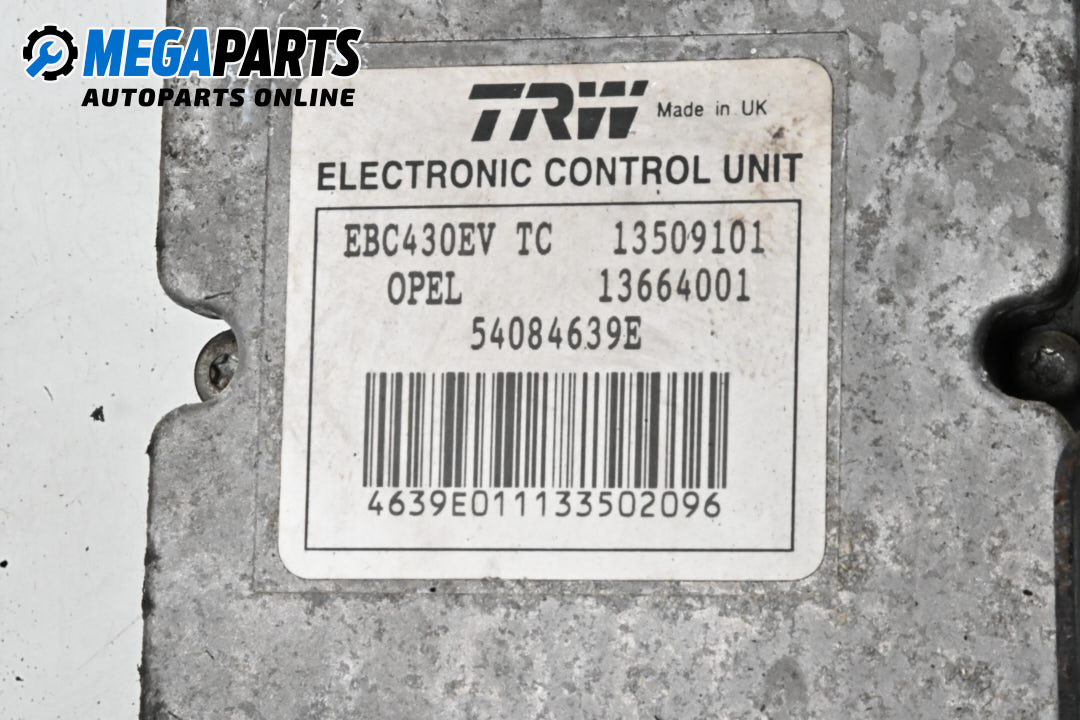 MEGAPARTS
AUTOPARTS ONLINE
TRW Made in UK
ELECTRONIC CONTROL UNIT
EBC430EV TC 13509101
OPEL 13664001
54084639E
4639E011133502096